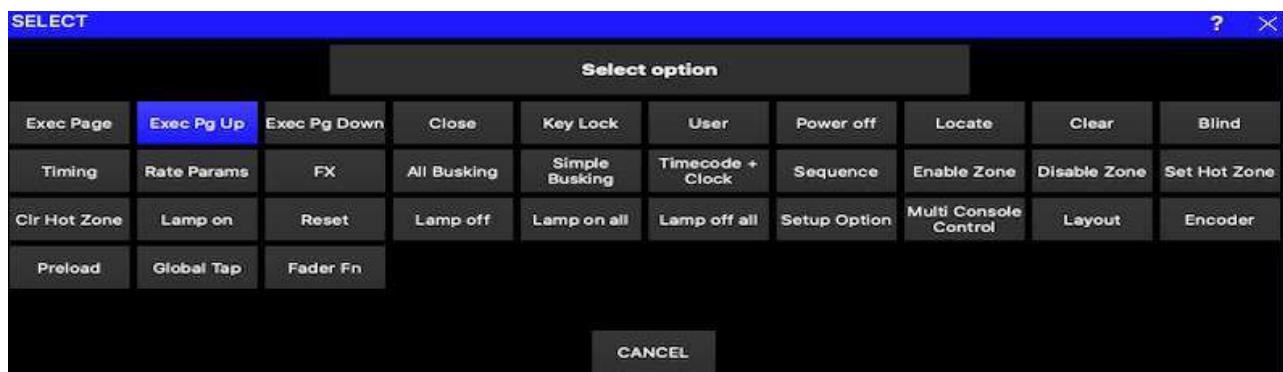 SELECT ?
Select option
Exec Page Exec Pg Up Exec Pg Down Close Key Lock User Power off Locate Clear Blind
Timing Rate Params FX All Busking Simple Busking Timecode + Clock Sequence Enable Zone Disable Zone Set Hot Zone
Clr Hot Zone Lamp on Reset Lamp off Lamp on all Lamp off all Setup Option Multi Console Control Layout Encoder
Preload Global Tap Fader Fn
CANCEL